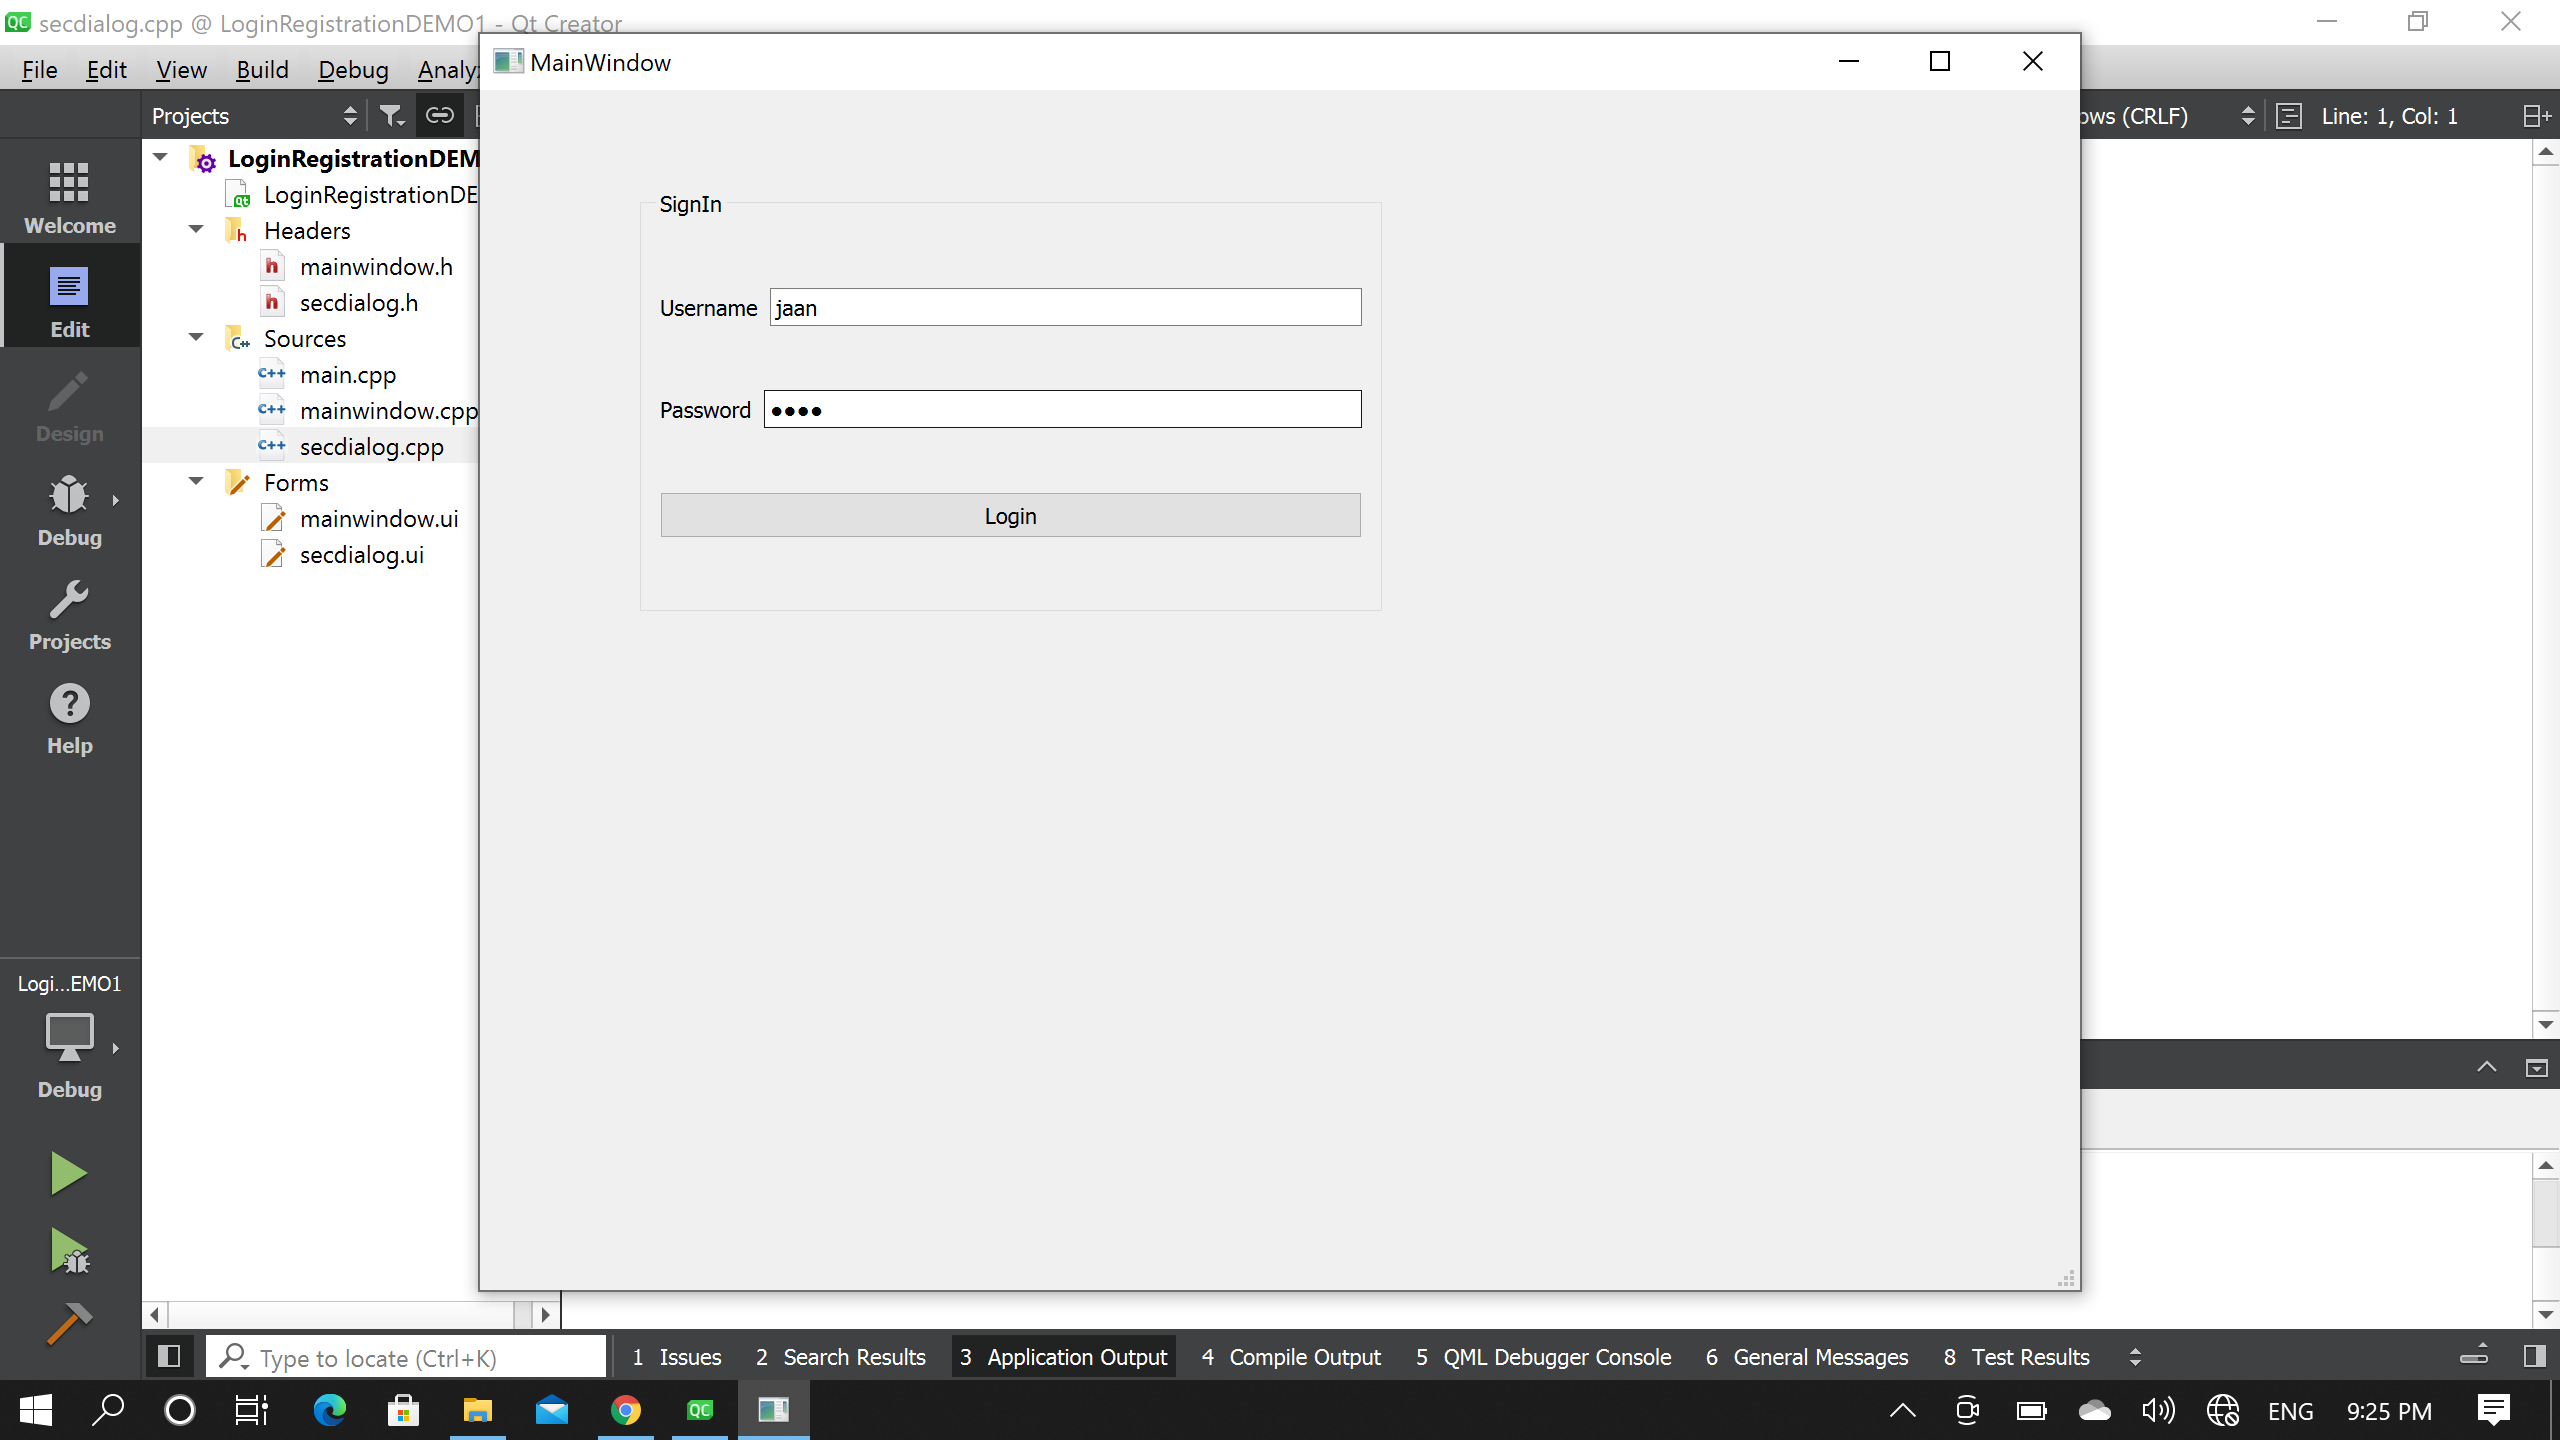 QC secdialog.cpp @ LoginRegistrationDEMO1 - Qt Creator
MainWindow
File Edit View Build Debug Analy
Projects
ows (CRLF)
Line: 1, Col: 1
LoginRegistrationDEM
LoginRegistrationDE
Headers
mainwindow.h
secdialog.h
Sources
main.cpp
mainwindow.cpp
secdialog.cpp
Forms
mainwindow.ui
secdialog.ui
Welcome
Edit
Design
Debug
Projects
Help
Logi...EMO1
Debug
SignIn
Username jaan
Password ●●●●
Login
Type to locate (Ctrl+K)
1 Issues 2 Search Results 3 Application Output 4 Compile Output 5 QML Debugger Console 6 General Messages 8 Test Results
QC
ENG 9:25 PM